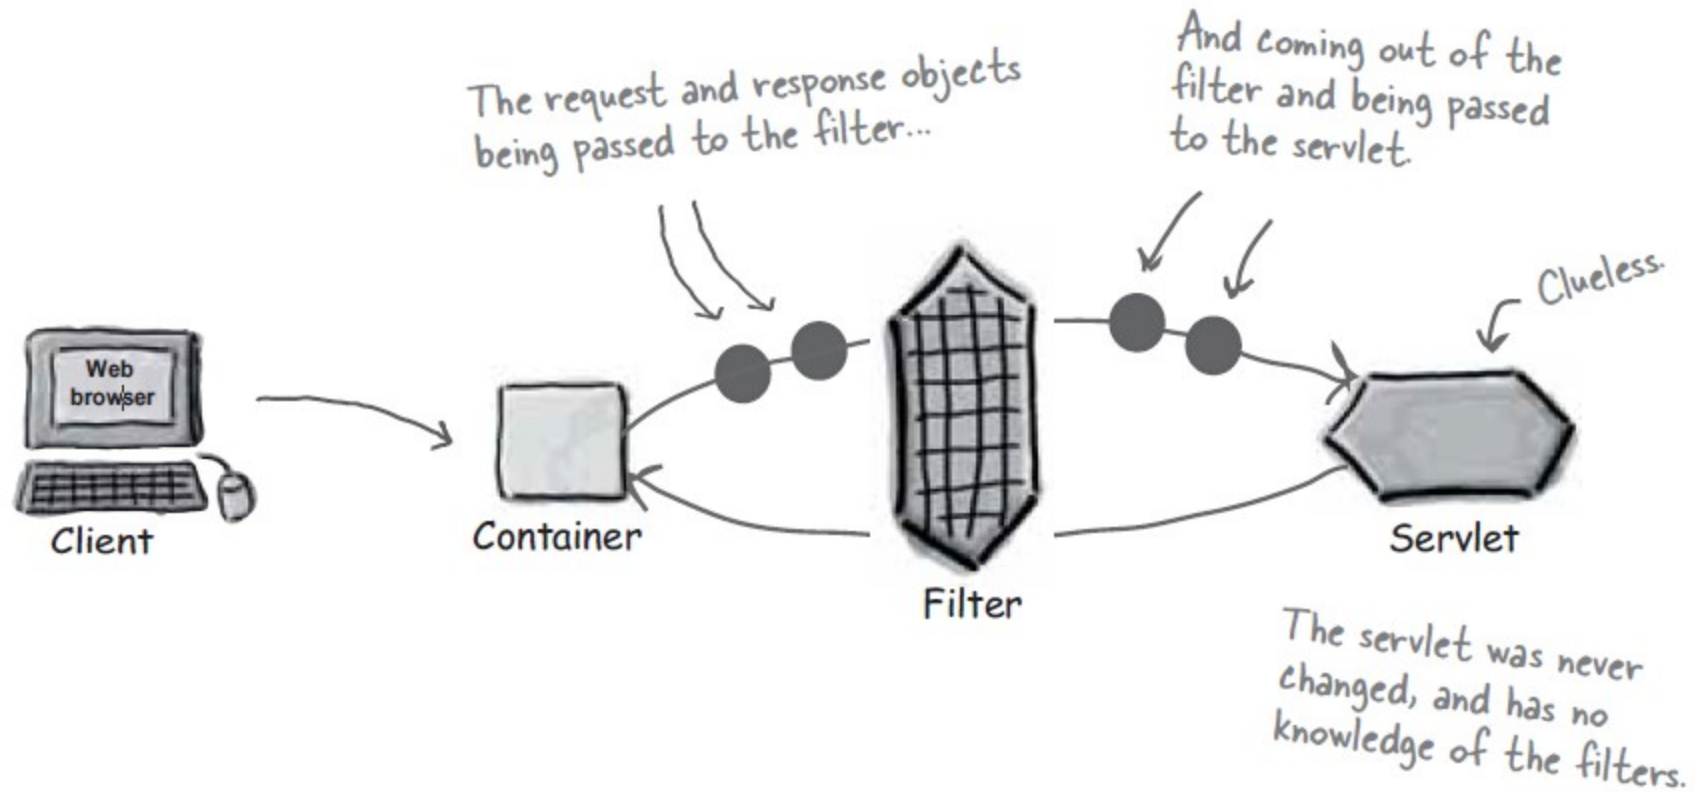 The request and response objects
being passed to the filter...
And coming out of the
filter and being passed
to the servlet.
Clueless.
Web
browser
Client
Container
Filter
Servlet
The servlet was never
changed, and has no
knowledge of the filters.